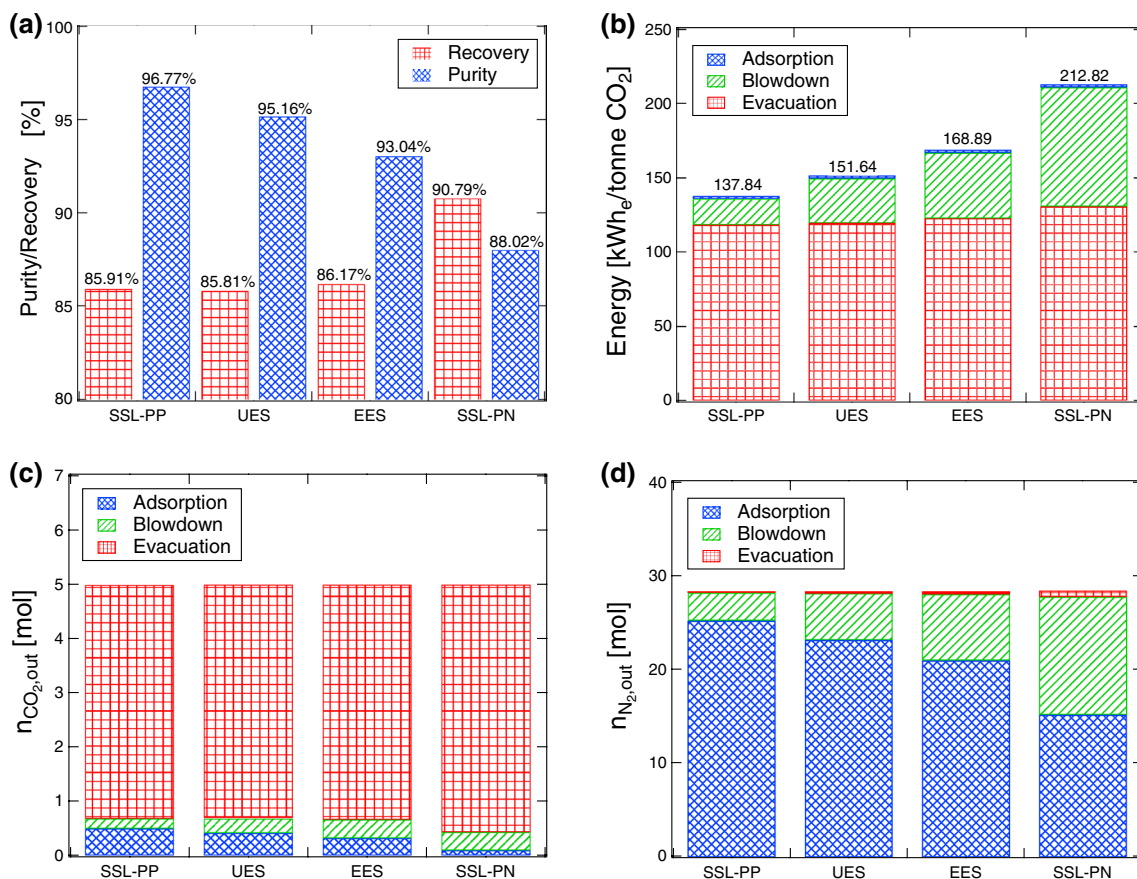 (a)
100
95
90
85
80
Purity/Recovery [%]
Recovery
Purity
85.91%
96.77%
85.81%
95.16%
86.17%
93.04%
90.79%
88.02%
SSL-PP
UES
EES
SSL-PN
(b)
250
200
150
100
50
0
Energy [kWhe/tonne CO2]
Adsorption
Blowdown
Evacuation
137.84
151.64
168.89
212.82
SSL-PP
UES
EES
SSL-PN
(c)
7
6
5
4
3
2
1
0
nCO2,out [mol]
Adsorption
Blowdown
Evacuation
SSL-PP
UES
EES
SSL-PN
(d)
40
30
20
10
0
nN2,out [mol]
Adsorption
Blowdown
Evacuation
SSL-PP
UES
EES
SSL-PN